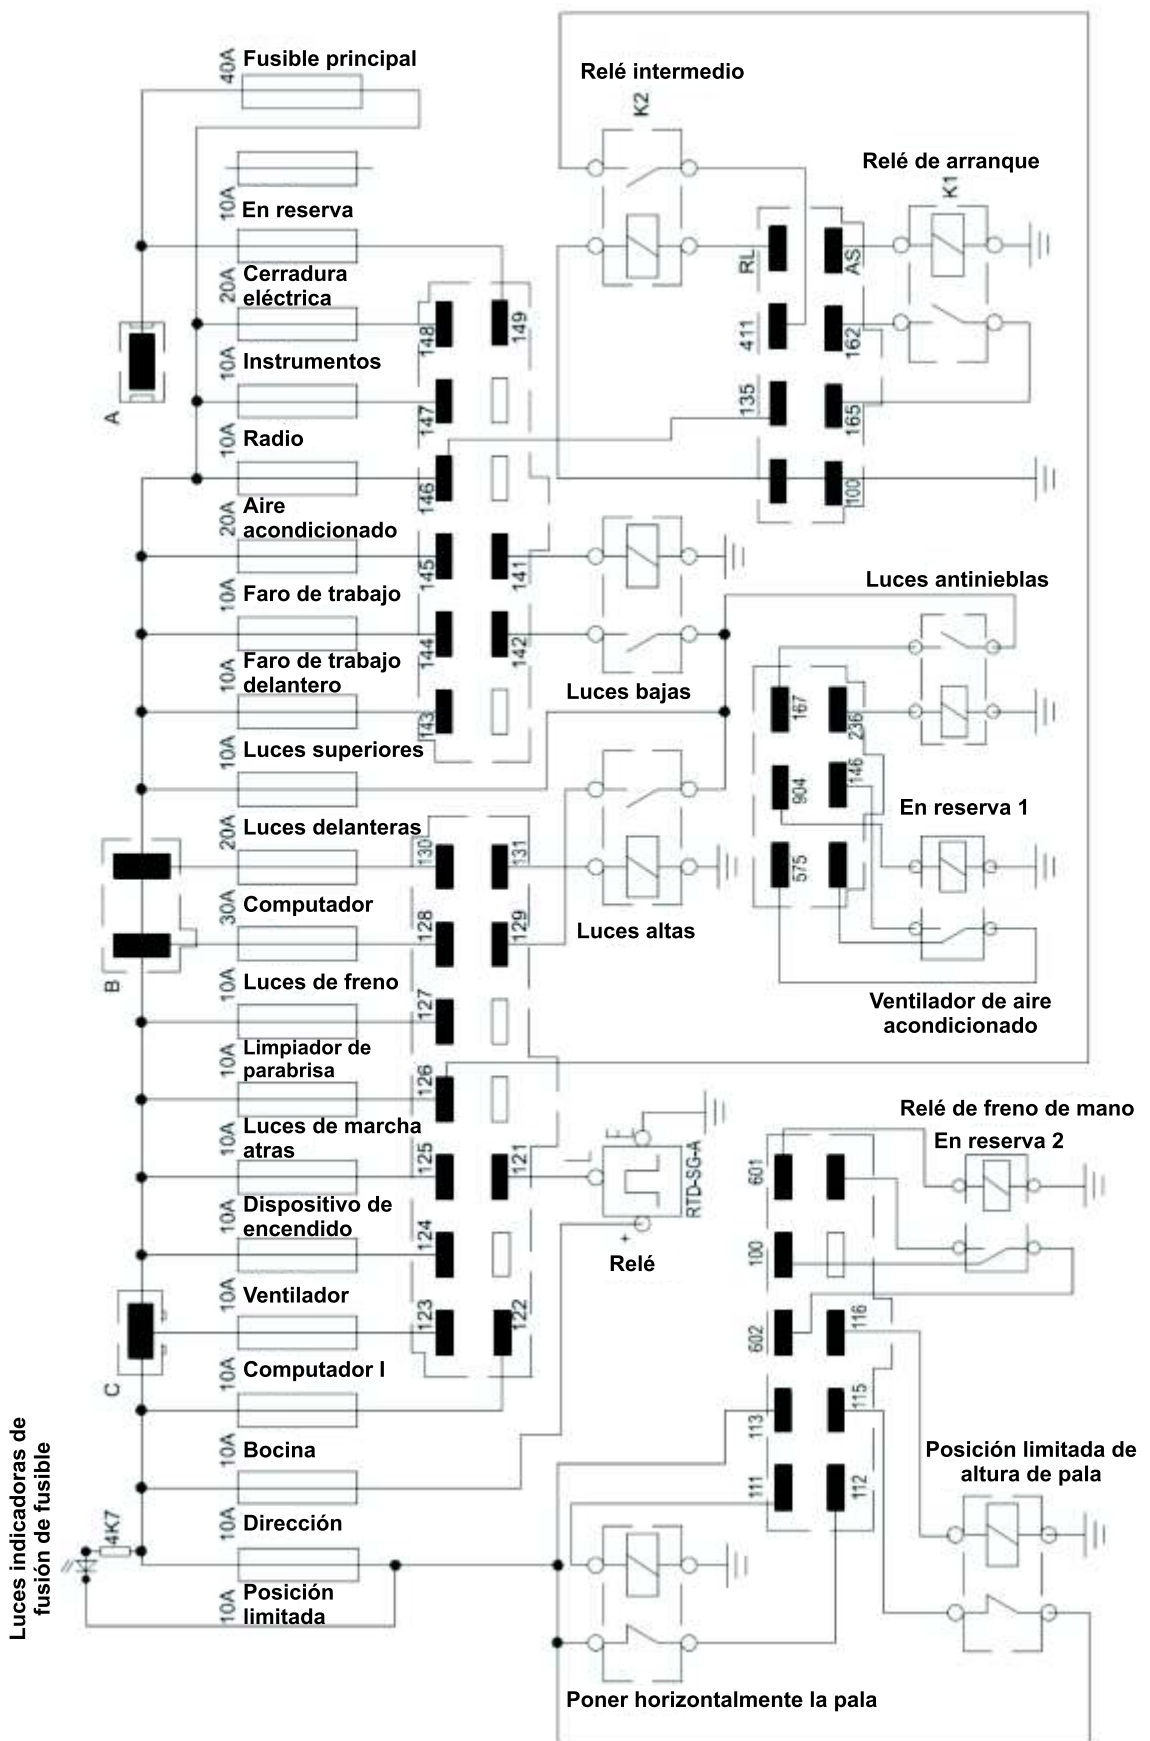 40A
Fusible principal
10A
En reserva
20A
Cerradura
eléctrica
10A
Instrumentos
10A
Radio
20A
Aire
acondicionado
10A
Faro de trabajo
10A
Faro de trabajo
delantero
10A
Luces superiores
20A
Luces delanteras
30A
Computador
10A
Luces de freno
10A
Limpiador de
parabrisa
10A
Luces de marcha
atras
10A
Dispositivo de
encendido
10A
Ventilador
10A
Computador I
10A
Bocina
10A
Dirección
10A
Posición
limitada
A
B
C
4K7
Luces indicadoras de
fusión de fusible
148
149
147
146
145
141
144
142
143
130
131
128
129
127
126
125
121
124
123
122
Relé intermedio
K2
Relé de arranque
K1
RL
AS
411
162
135
165
100
Luces bajas
Luces antinieblas
167
236
904
146
575
En reserva 1
Luces altas
Ventilador de aire
acondicionado
RTD-SG-A
+
Relé
Relé de freno de mano
En reserva 2
601
100
602
116
113
115
111
112
Posición limitada de
altura de pala
Poner horizontalmente la pala